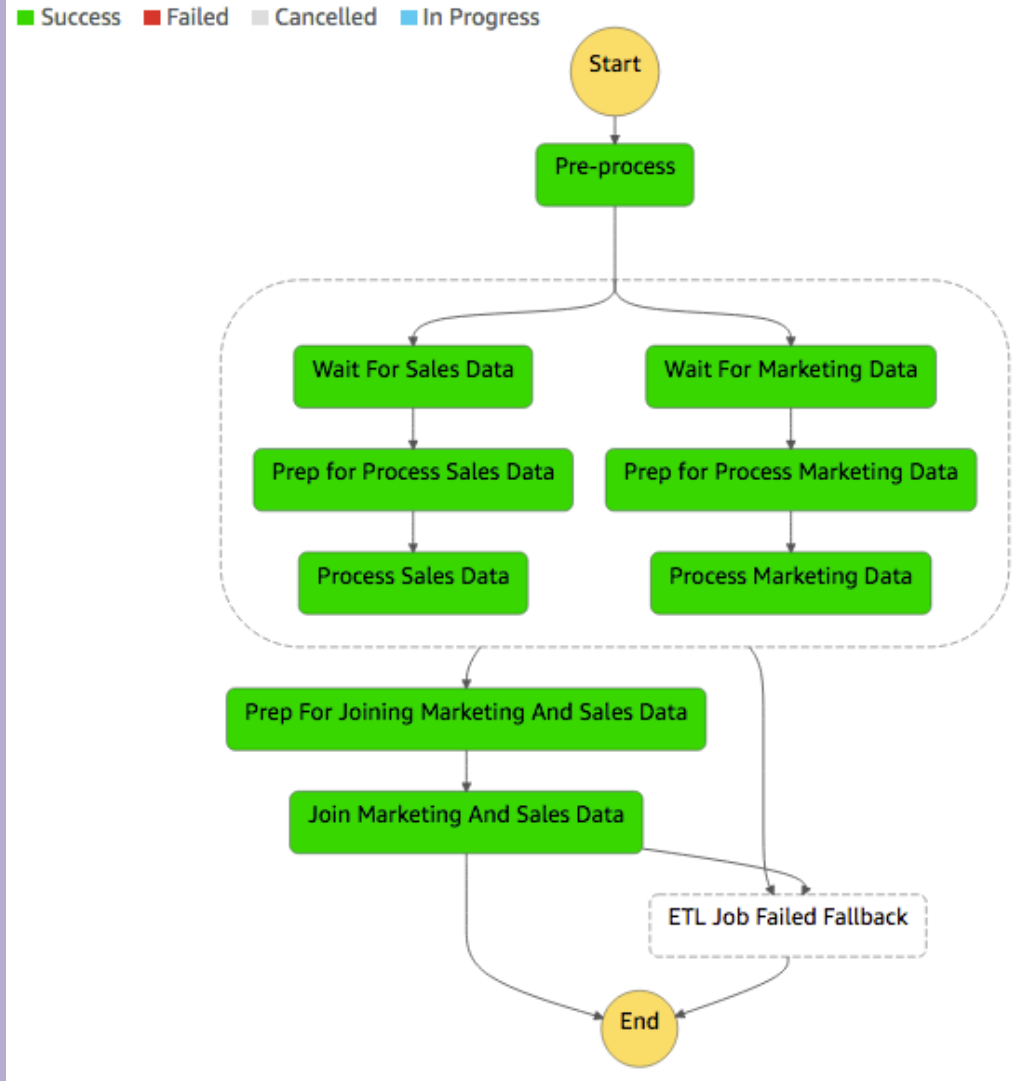 Success Failed Cancelled In Progress
Start
Pre-process
Wait For Sales Data
Wait For Marketing Data
Prep for Process Sales Data
Prep for Process Marketing Data
Process Sales Data
Process Marketing Data
Prep For Joining Marketing And Sales Data
Join Marketing And Sales Data
ETL Job Failed Fallback
End